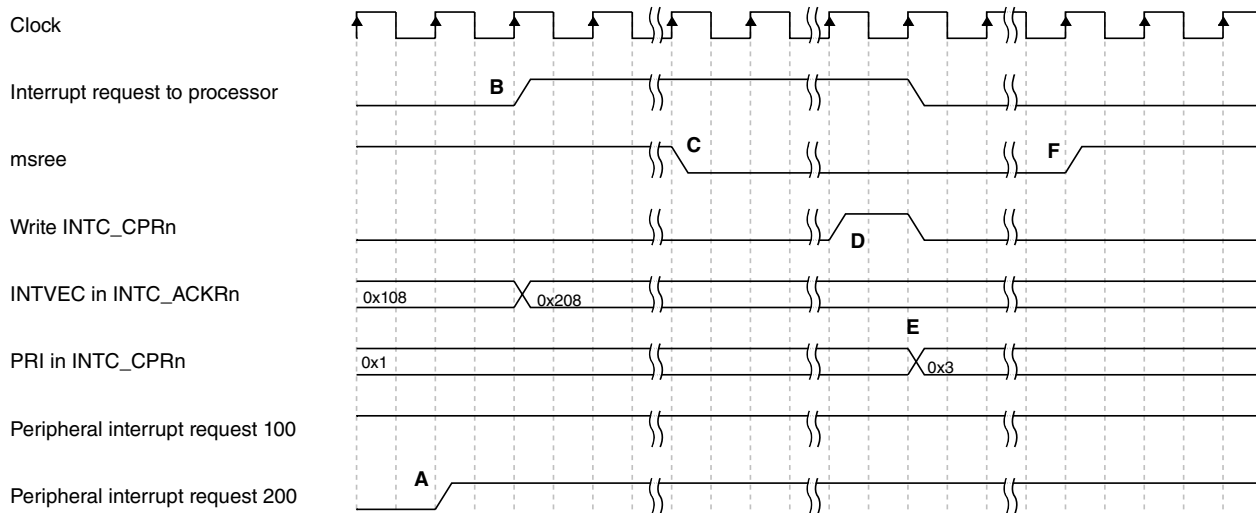 Clock
Interrupt request to processor
B
msree
C
F
Write INTC_CPRn
D
INTVEC in INTC_ACKRn
0x108
0x208
E
PRI in INTC_CPRn
0x1
0x3
Peripheral interrupt request 100
A
Peripheral interrupt request 200